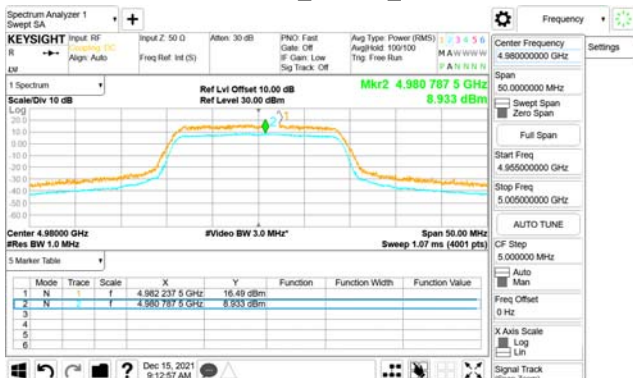 Spectrum Analyzer 1
Swept SA
Frequency
KEYSIGHT Input: RF Input Z: 50 Ω Atten: 30 dB PNO: Fast Avg Type: Power (RMS) 1 2 3 4 5 6
R Coupling: DC Gate: Off Avg|Hold: 100/100 M A W W W W
Align: Auto Freq Ref: Int (S) IF Gain: Low Trig: Free Run
Sig Track: Off P A N N N N
1 Spectrum
Ref Lvl Offset 10.00 dB Mkr2 4.980 787 5 GHz
Scale/Div 10 dB Ref Level 30.00 dBm 8.933 dBm
Log
20.0
10.0
0.00
-10.0
-20.0
-30.0
-40.0
-50.0
-60.0
2 1
Center 4.98000 GHz #Video BW 3.0 MHz* Span 50.00 MHz
#Res BW 1.0 MHz Sweep 1.07 ms (4001 pts)
5 Marker Table
Mode Trace Scale X Y Function Function Width Function Value
1 N 1 f 4.982 237 5 GHz 16.49 dBm
2 N 2 f 4.980 787 5 GHz 8.933 dBm
3
4
5
6
Dec 15, 2021
9:12:57 AM
Center Frequency
4.980000000 GHz
Settings
Span
50.0000000 MHz
Swept Span
Zero Span
Full Span
Start Freq
4.955000000 GHz
Stop Freq
5.005000000 GHz
AUTO TUNE
CF Step
5.000000 MHz
Auto
Man
Freq Offset
0 Hz
X Axis Scale
Log
Lin
Signal Track